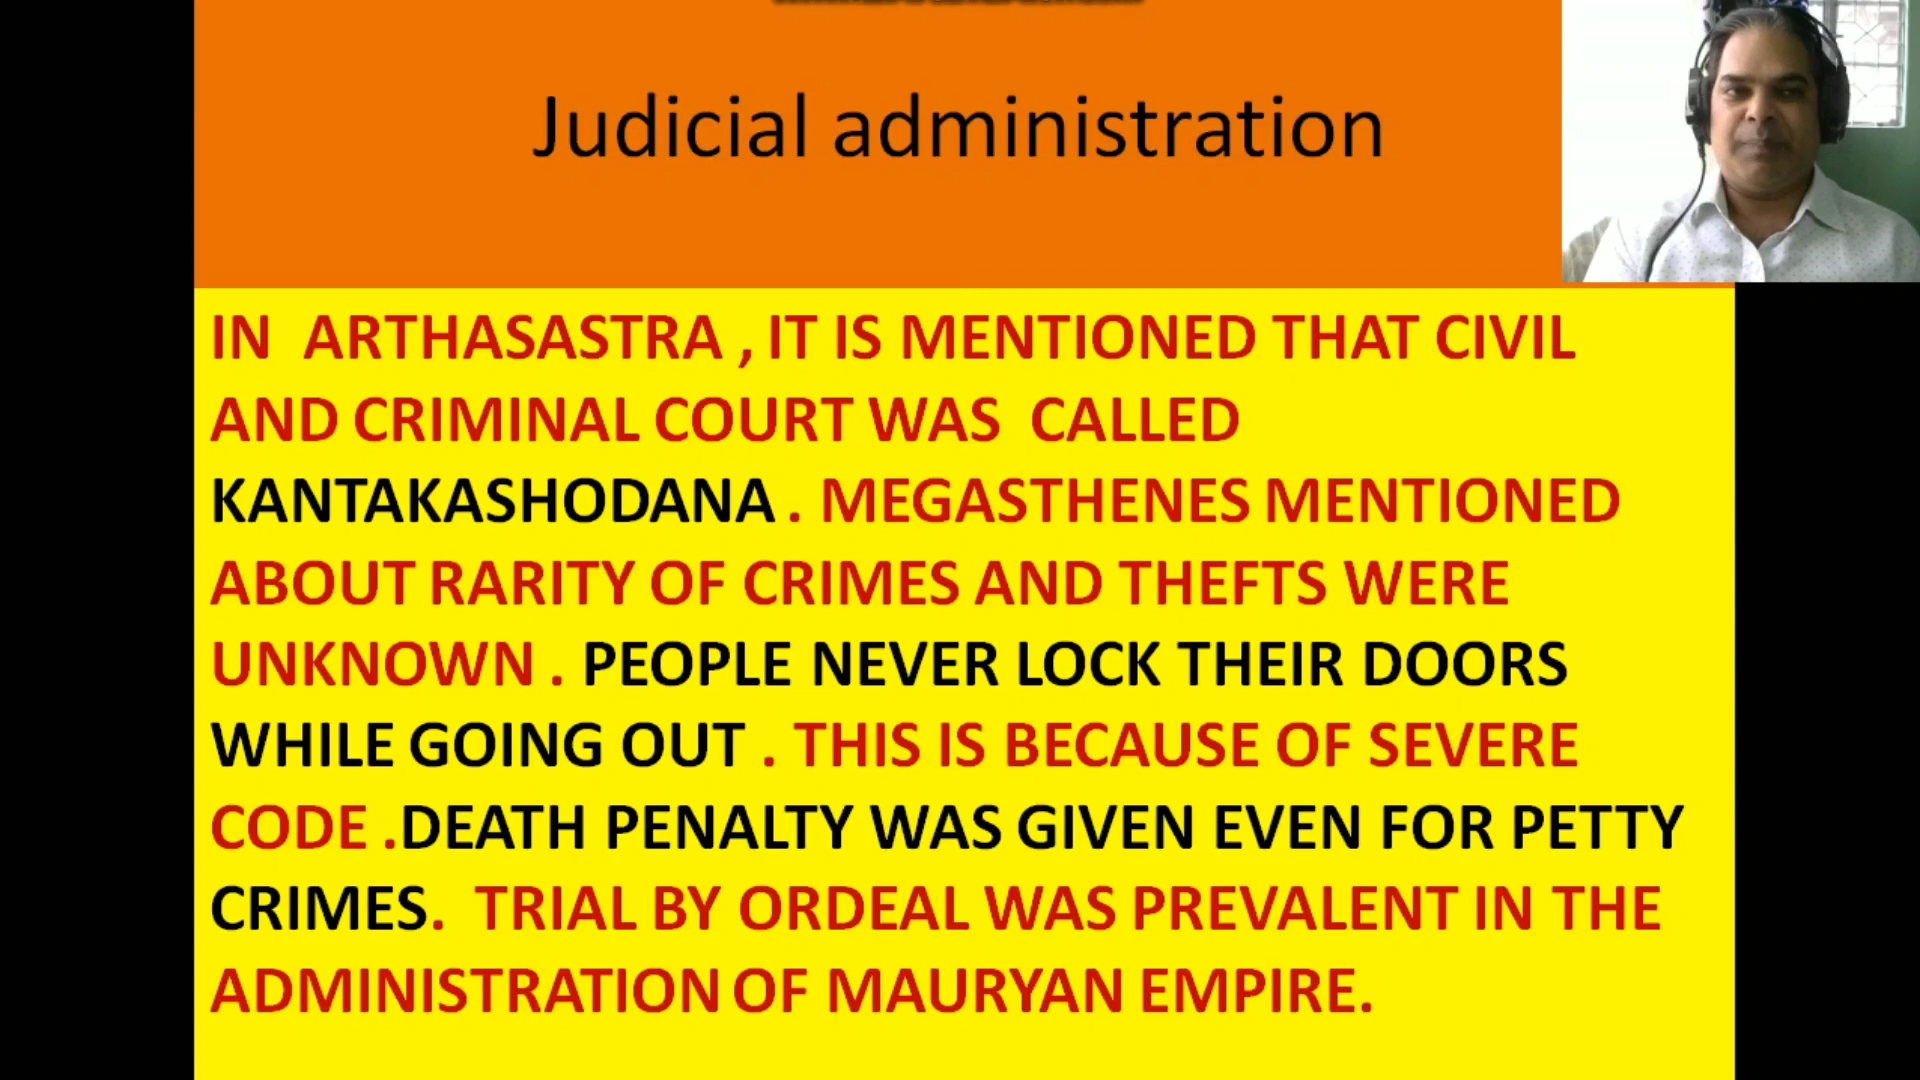 Judicial administration
IN ARTHASASTRA , IT IS MENTIONED THAT CIVIL
AND CRIMINAL COURT WAS CALLED
KANTAKASHODANA . MEGASTHENES MENTIONED
ABOUT RARITY OF CRIMES AND THEFTS WERE
UNKNOWN . PEOPLE NEVER LOCK THEIR DOORS
WHILE GOING OUT . THIS IS BECAUSE OF SEVERE
CODE .DEATH PENALTY WAS GIVEN EVEN FOR PETTY
CRIMES. TRIAL BY ORDEAL WAS PREVALENT IN THE
ADMINISTRATION OF MAURYAN EMPIRE.